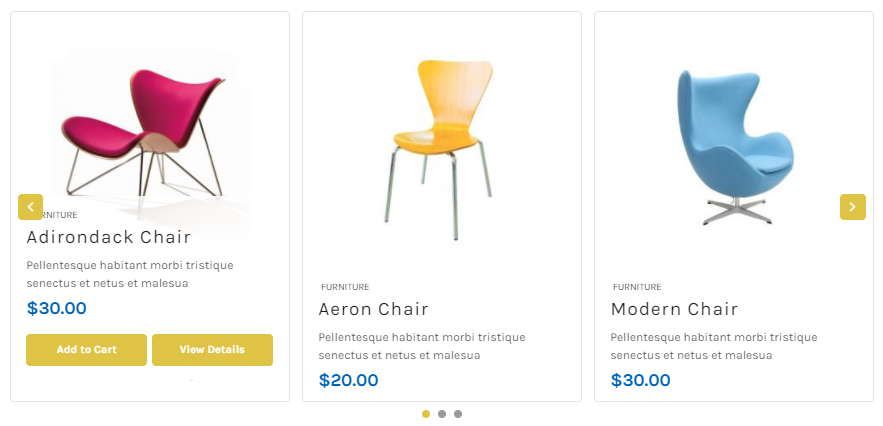 FURNITURE
Adirondack Chair
Pellentesque habitant morbi tristique
senectus et netus et malesua
$30.00
Add to Cart
View Details
FURNITURE
Aeron Chair
Pellentesque habitant morbi tristique
senectus et netus et malesua
$20.00
FURNITURE
Modern Chair
Pellentesque habitant morbi tristique
senectus et netus et malesua
$30.00